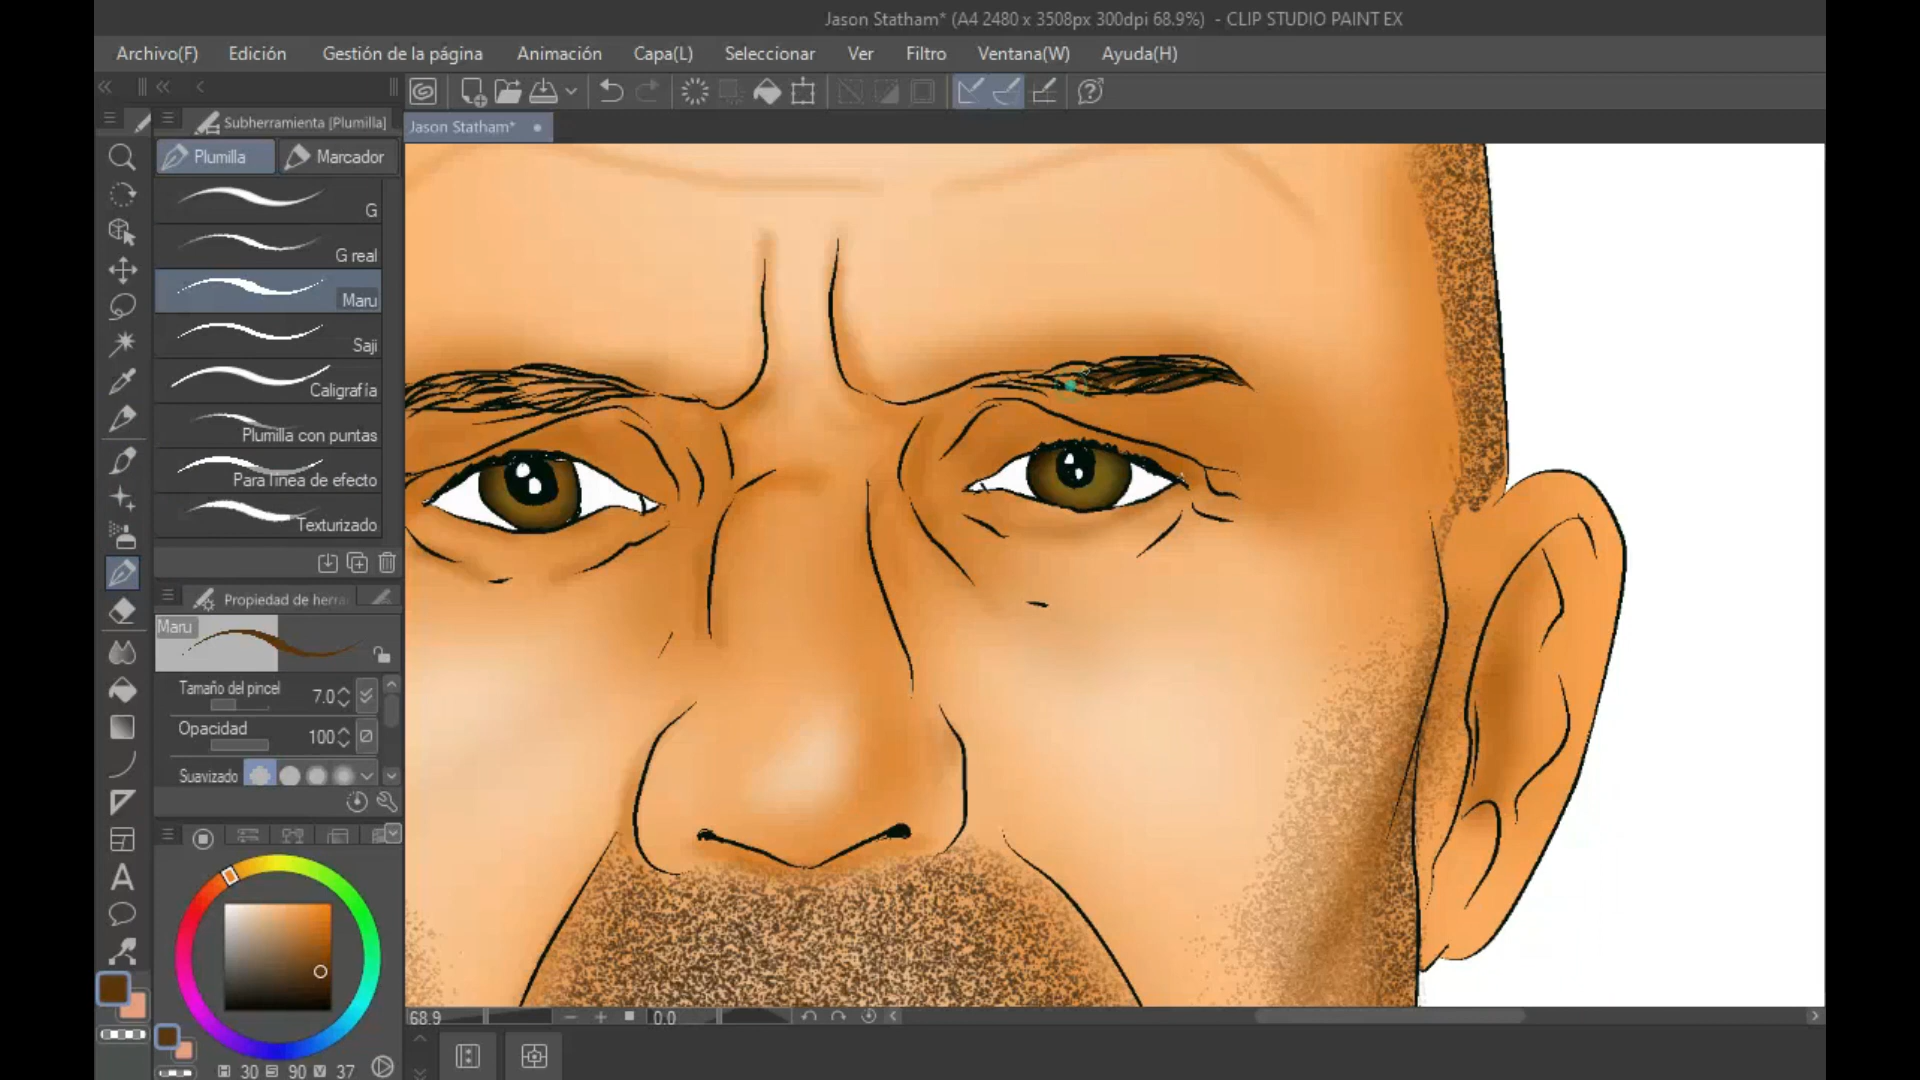 Jason Statham* (A4 2480 x 3508px 300dpi 68.9%) - CLIP STUDIO PAINT EX
Archivo(F) Edición Gestión de la página Animación Capa(L) Seleccionar Ver Filtro Ventana(W) Ayuda(H)
Subherramienta [Plumilla]
Jason Statham*
Plumilla Marcador
G
G real
Maru
Saji
Caligrafía
Plumilla con puntas
Para línea de efecto
Texturizado
Propiedad de herra
Maru
Tamaño del pincel 7.0
Opacidad 100
Suavizado
A
68.9 0.0
H 30 S 90 V 37